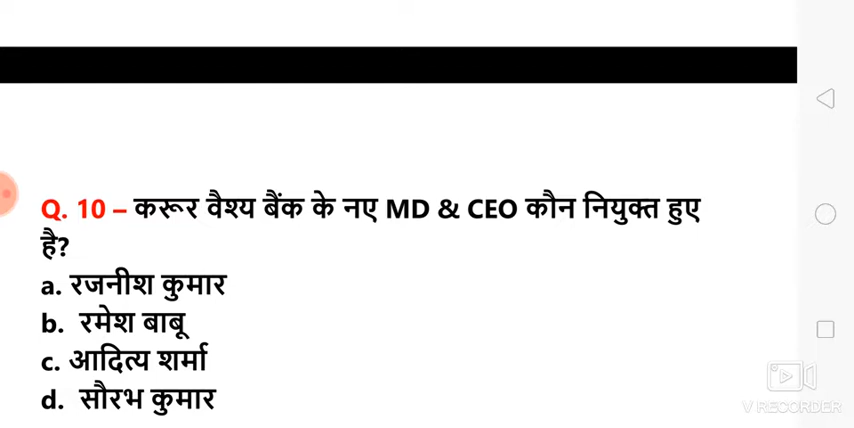 Q. 10 – करूर वैश्य बैंक के नए MD & CEO कौन नियुक्त हुए
है?
a. रजनीश कुमार
b. रमेश बाबू
c. आदित्य शर्मा
d. सौरभ कुमार
V RECORDER